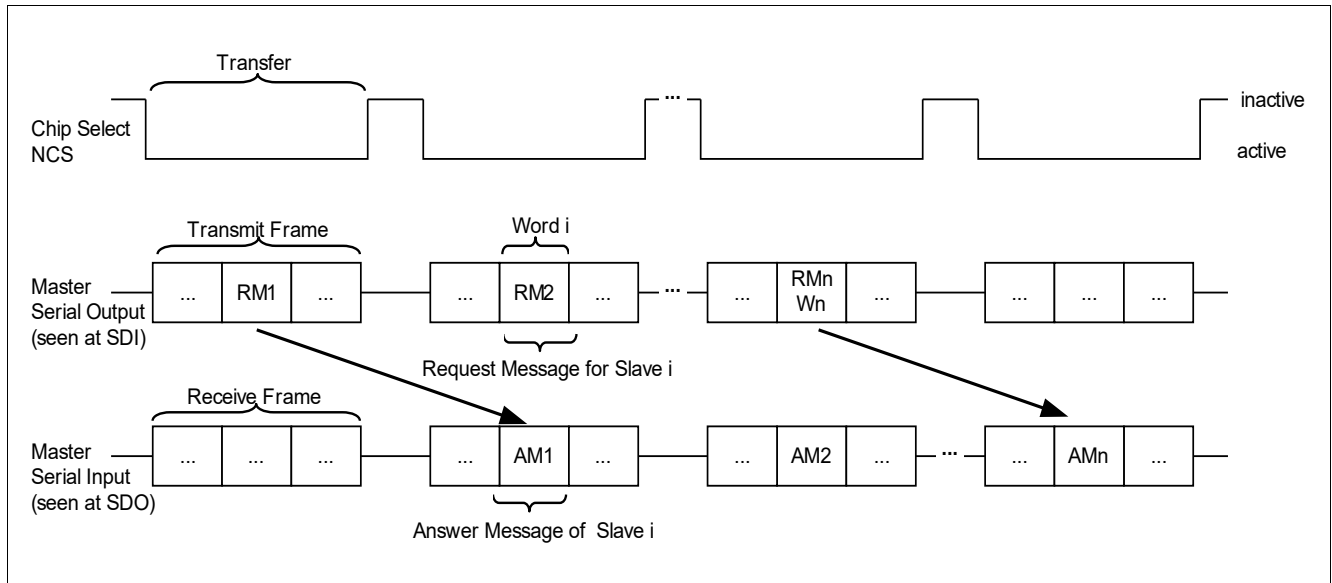 Transfer
...
inactive
Chip Select
NCS
active
Transmit Frame
Word i
Master
Serial Output
(seen at SDI)
... RM1 ... ... RM2 ... ... ... RMn ... ... ... ...
Wn
Request Message for Slave i
Receive Frame
Master
Serial Input
(seen at SDO)
... ... ... ... AM1 ... ... AM2 ... ... ... AMn ...
Answer Message of Slave i